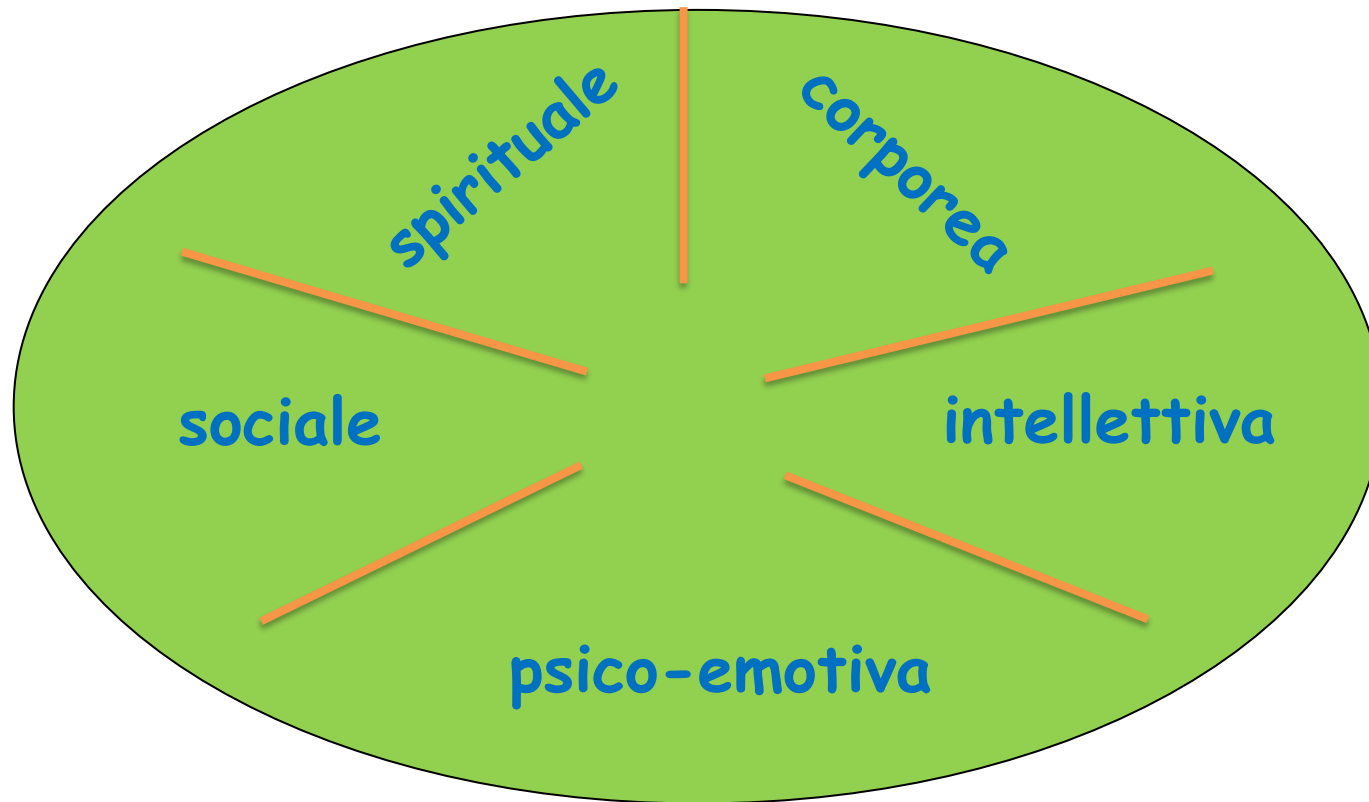 spirituale
corporea
sociale
intellettiva
psico-emotiva